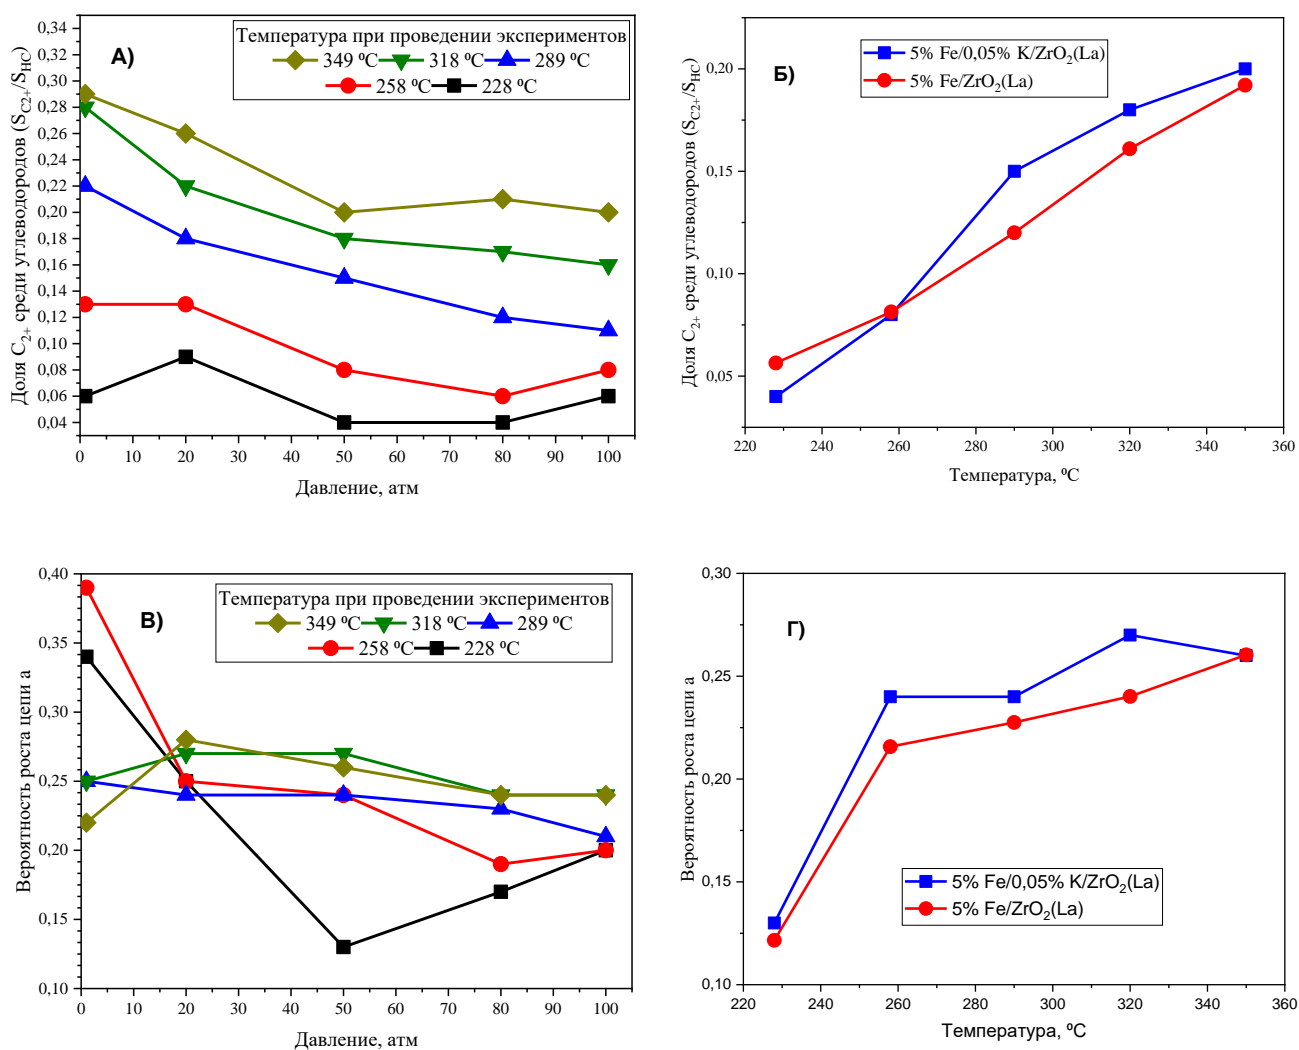 А)
Температура при проведении экспериментов
349 ºC 318 ºC 289 ºC
258 ºC 228 ºC
0,34
0,32
0,30
0,28
0,26
0,24
0,22
0,20
0,18
0,16
0,14
0,12
0,10
0,08
0,06
0,04
Доля C2+ среди углеводородов (SC2+/SHC)
0 10 20 30 40 50 60 70 80 90 100
Давление, атм
Б)
5% Fe/0,05% K/ZrO2(La)
5% Fe/ZrO2(La)
0,20
0,15
0,10
0,05
Доля C2+ среди углеводородов (SC2+/SHC)
220 240 260 280 300 320 340 360
Температура, ºC
В)
Температура при проведении экспериментов
349 ºC 318 ºC 289 ºC
258 ºC 228 ºC
0,40
0,35
0,30
0,25
0,20
0,15
0,10
Вероятность роста цепи a
0 10 20 30 40 50 60 70 80 90 100
Давление, атм
Г)
0,30
0,25
0,20
0,15
0,10
Вероятность роста цепи a
5% Fe/0,05% K/ZrO2(La)
5% Fe/ZrO2(La)
220 240 260 280 300 320 340 360
Температура, ºC